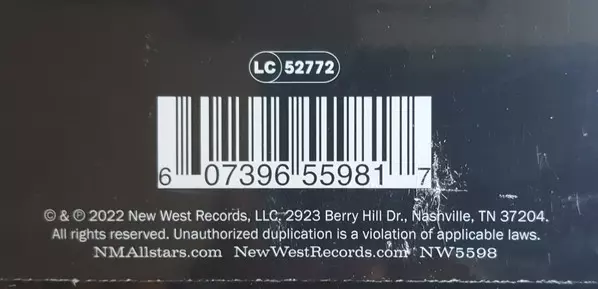 LC 52772
6 07396 55981 7
© & ℗ 2022 New West Records, LLC, 2923 Berry Hill Dr., Nashville, TN 37204.
All rights reserved. Unauthorized duplication is a violation of applicable laws.
NMAllstars.com NewWestRecords.com NW5598